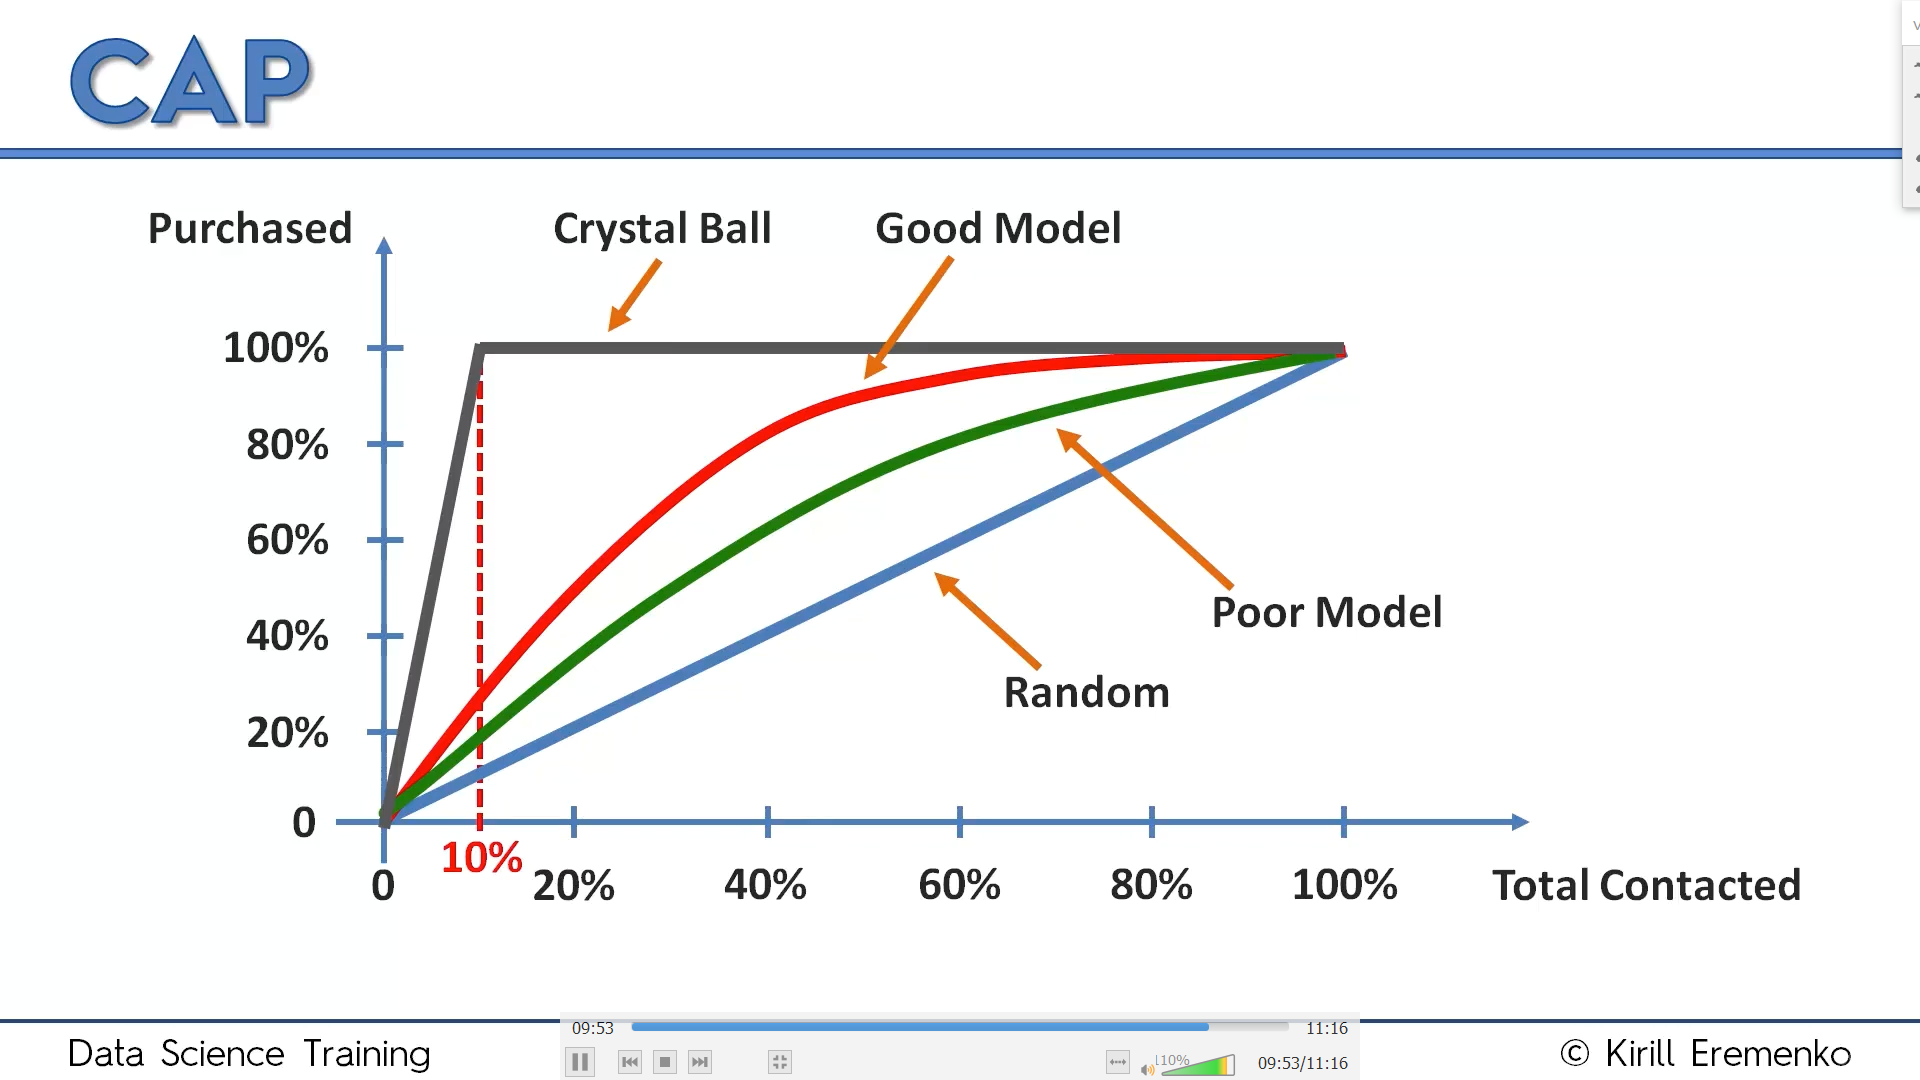 CAP
Purchased
Crystal Ball
Good Model
100%
80%
60%
40%
20%
0
Poor Model
Random
10%
0
20%
40%
60%
80%
100%
Total Contacted
Data Science Training
© Kirill Eremenko
09:53
11:16
110%
09:53/11:16